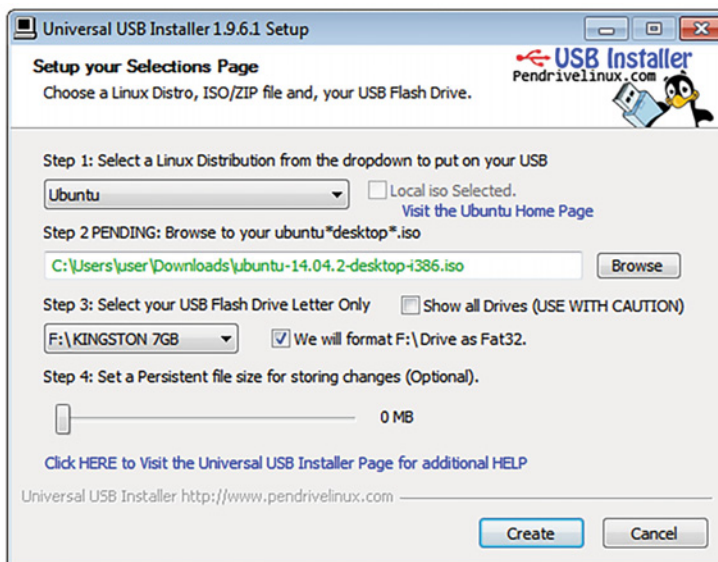 Universal USB Installer 1.9.6.1 Setup
Setup your Selections Page
Choose a Linux Distro, ISO/ZIP file and, your USB Flash Drive.
USB Installer
Pendrivelinux.com
Step 1: Select a Linux Distribution from the dropdown to put on your USB
Ubuntu
Local iso Selected.
Visit the Ubuntu Home Page
Step 2 PENDING: Browse to your ubuntu*desktop*.iso
C:\Users\user\Downloads\ubuntu-14.04.2-desktop-i386.iso
Browse
Step 3: Select your USB Flash Drive Letter Only
Show all Drives (USE WITH CAUTION)
F:\KINGSTON 7GB
We will format F:\Drive as Fat32.
Step 4: Set a Persistent file size for storing changes (Optional).
0 MB
Click HERE to Visit the Universal USB Installer Page for additional HELP
Universal USB Installer http://www.pendrivelinux.com
Create
Cancel